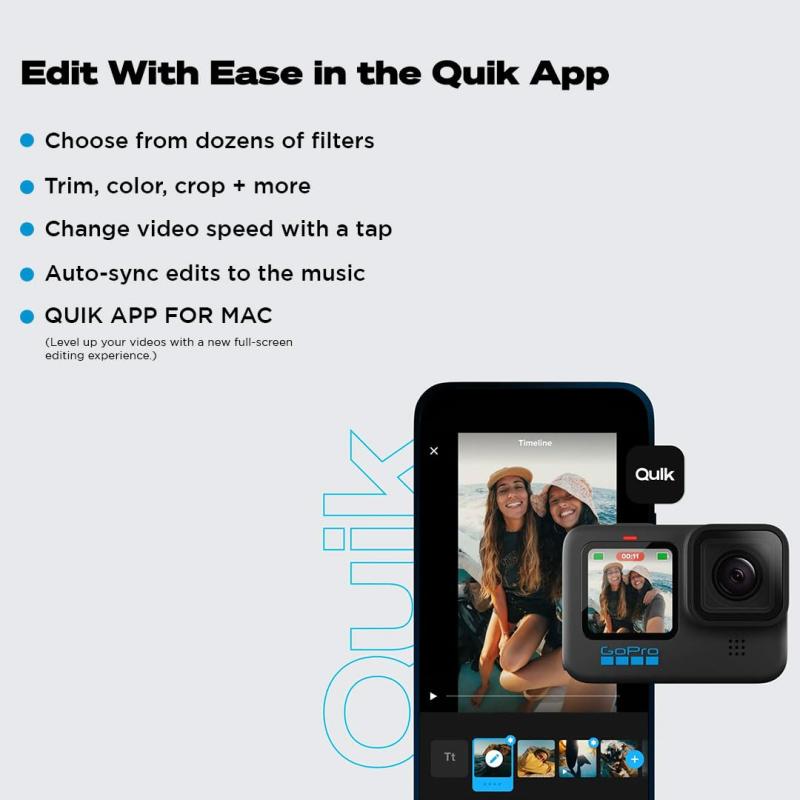 Edit With Ease in the Quik App
Choose from dozens of filters
Trim, color, crop + more
Change video speed with a tap
Auto-sync edits to the music
QUIK APP FOR MAC
(Level up your videos with a new full-screen
editing experience.)
Quik
Timeline
Quik
00:11
GoPro
Tt